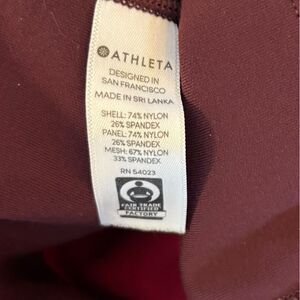 ATHLETA
DESIGNED IN
SAN FRANCISCO
MADE IN SRI LANKA
SHELL: 74% NYLON
26% SPANDEX
PANEL: 74% NYLON
26% SPANDEX
MESH: 67% NYLON
33% SPANDEX
RN 54023
FAIR TRADE
CERTIFIED
FACTORY